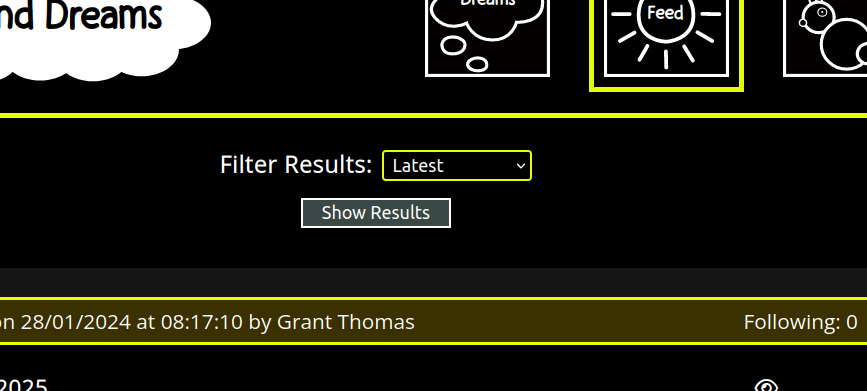 nd Dreams
Dreams
Feed
Filter Results: Latest
Show Results
on 28/01/2024 at 08:17:10 by Grant Thomas
Following: 0
2025